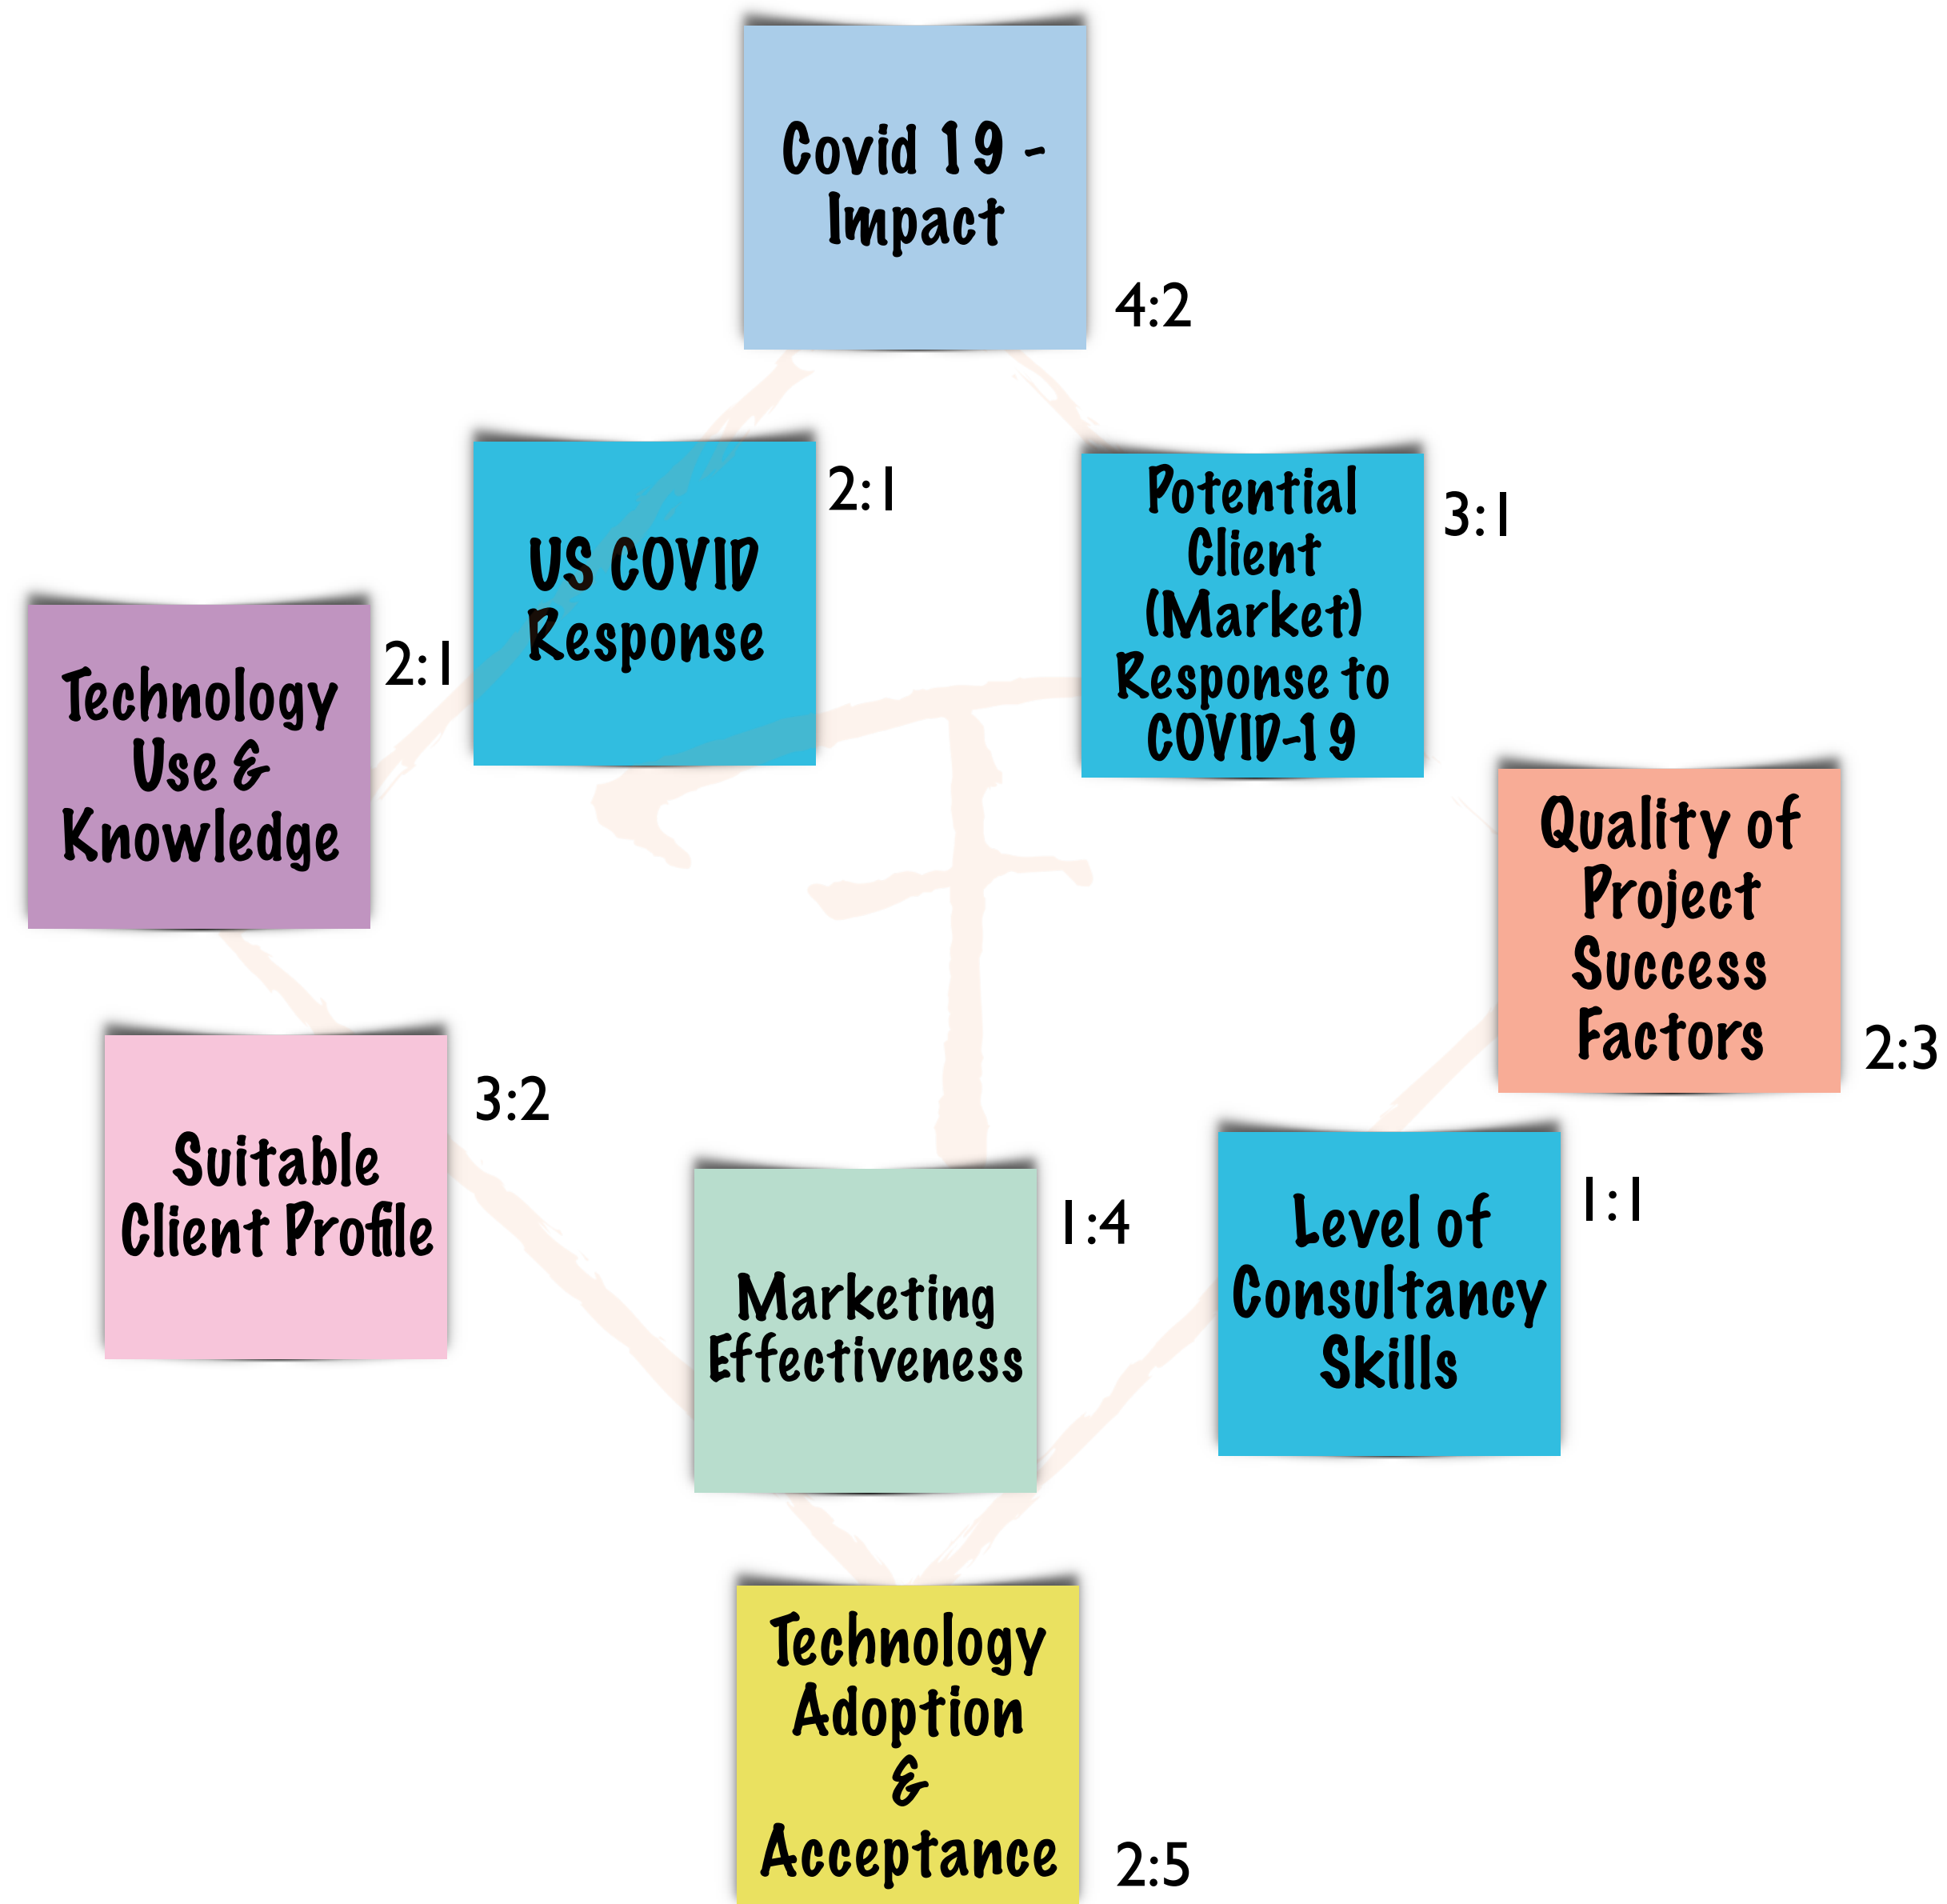 Covid 19 -
Impact
4:2
US COVID
Response
2:1
Potential
Client
(Market)
Response to
COVID-19
3:1
Technology
Use &
Knowledge
2:1
Quality of
Project
Success
Factors
2:3
Suitable
Client Profile
3:2
Marketing
Effectiveness
1:4
Level of
Consultancy
Skills
1:1
Technology
Adoption
&
Acceptance
2:5